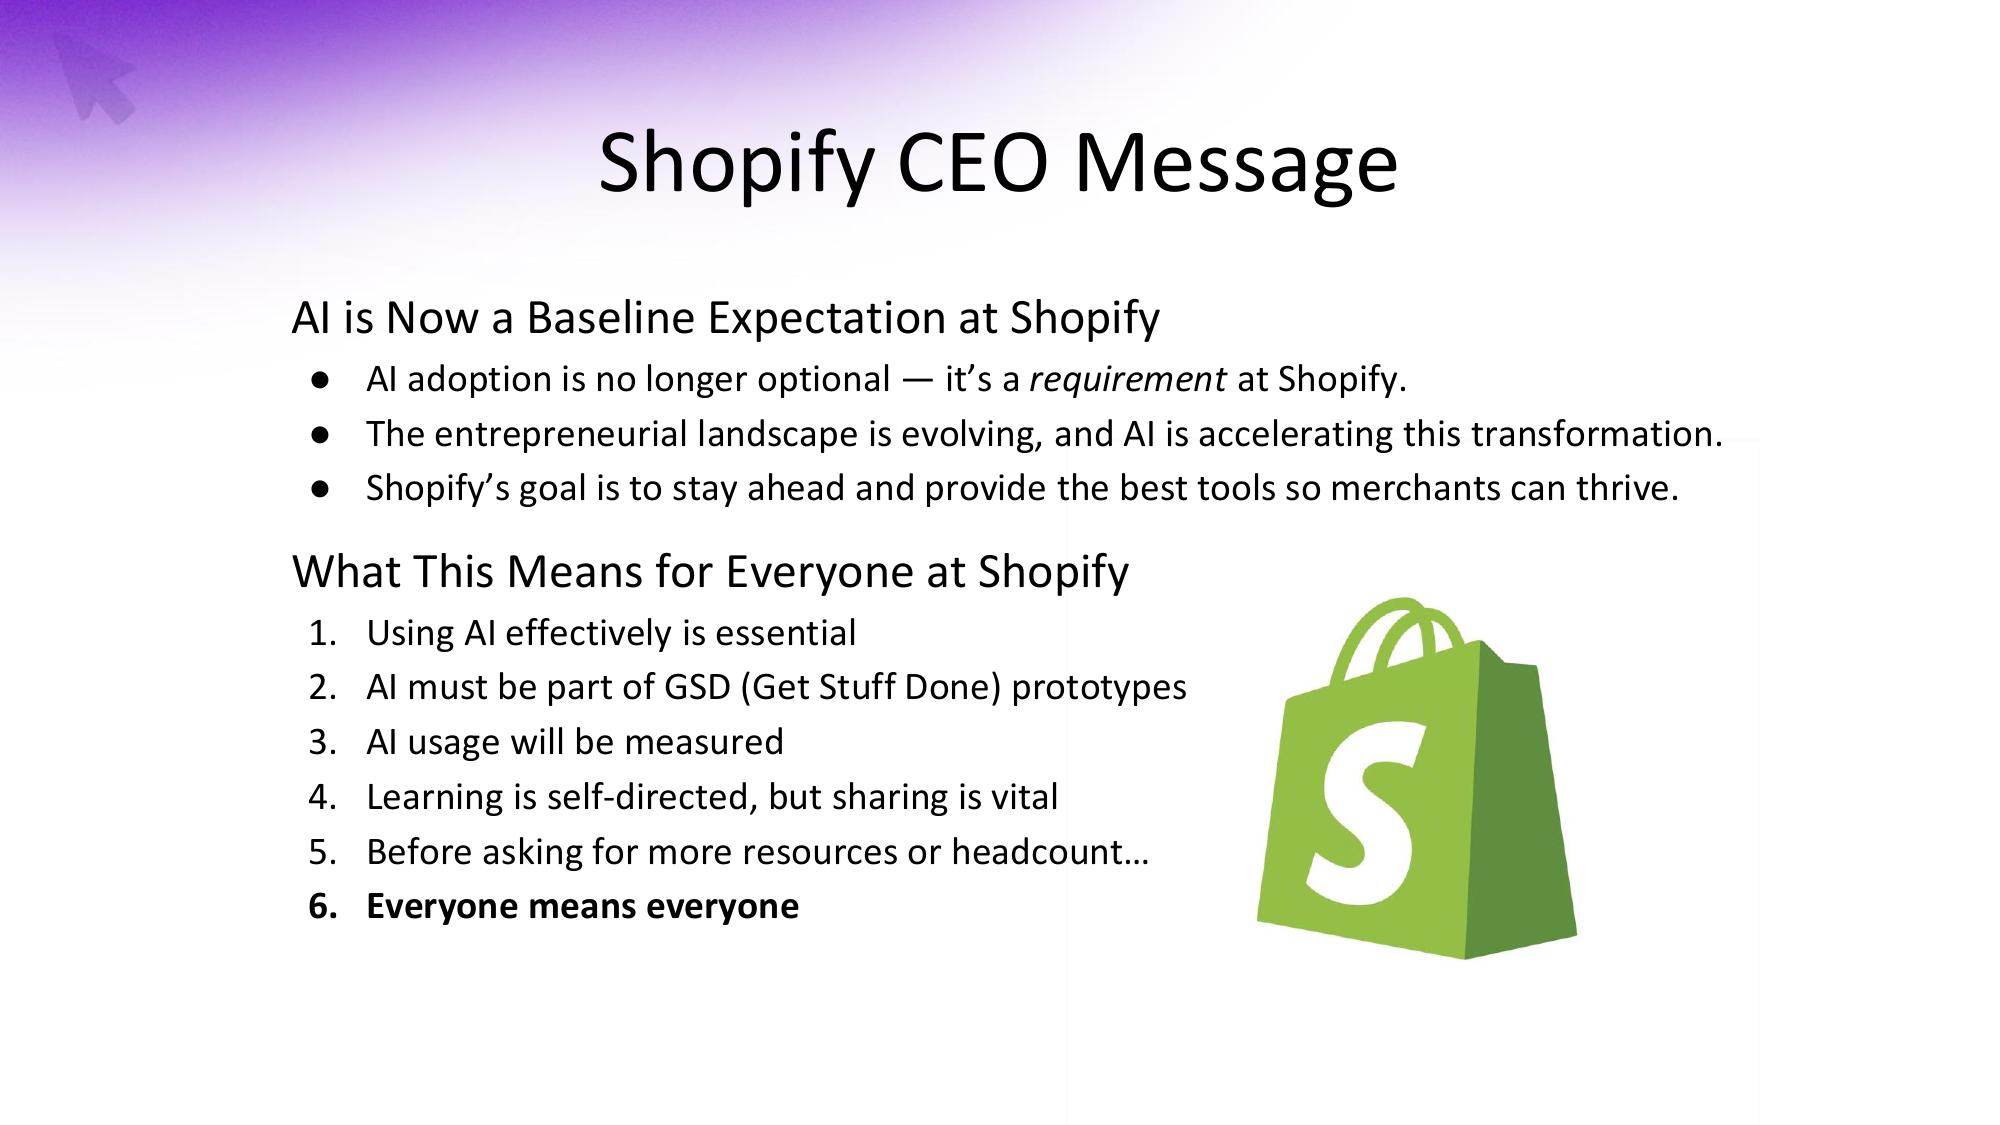 Shopify CEO Message
AI is Now a Baseline Expectation at Shopify
● AI adoption is no longer optional — it’s a requirement at Shopify.
● The entrepreneurial landscape is evolving, and AI is accelerating this transformation.
● Shopify’s goal is to stay ahead and provide the best tools so merchants can thrive.
What This Means for Everyone at Shopify
1. Using AI effectively is essential
2. AI must be part of GSD (Get Stuff Done) prototypes
3. AI usage will be measured
4. Learning is self-directed, but sharing is vital
5. Before asking for more resources or headcount…
6. Everyone means everyone
S